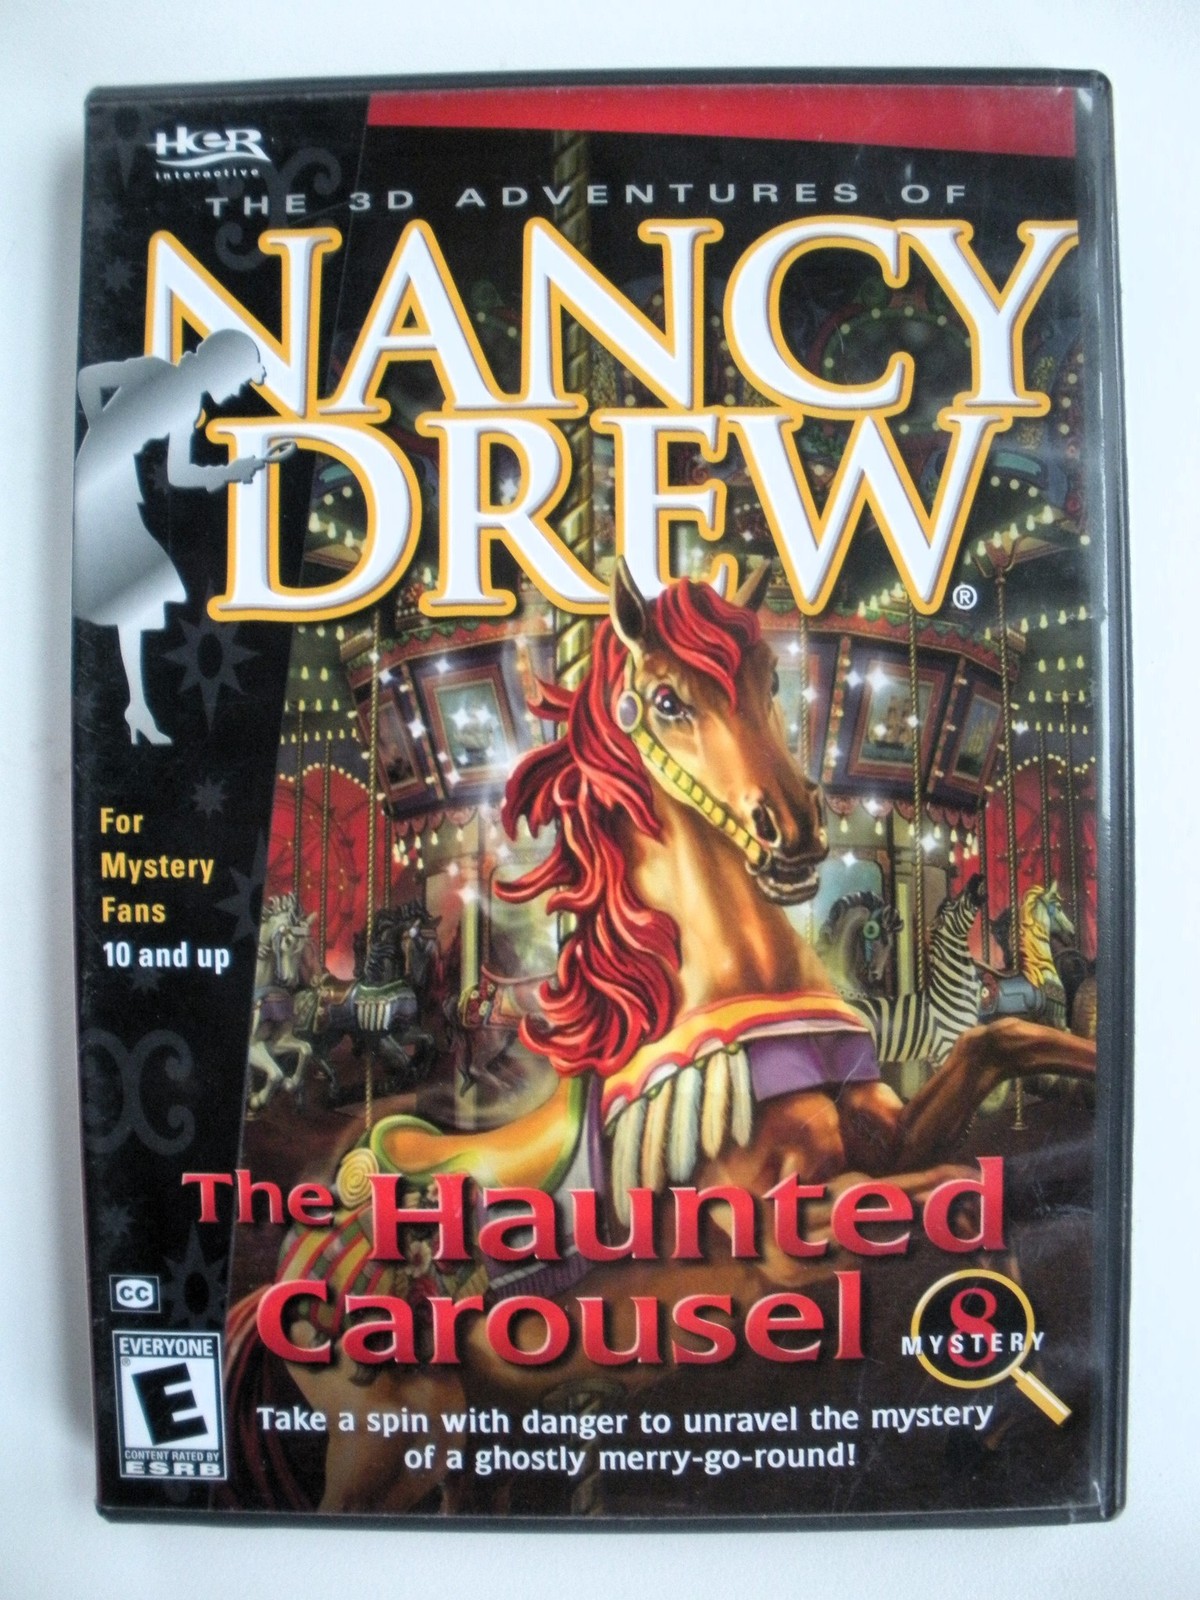 HeR
interactive
THE 3D ADVENTURES OF
NANCY
DREW®
For
Mystery
Fans
10 and up
The Haunted
Carousel
8
MYSTERY
CC
EVERYONE
E
®
CONTENT RATED BY
ESRB
Take a spin with danger to unravel the mystery
of a ghostly merry-go-round!